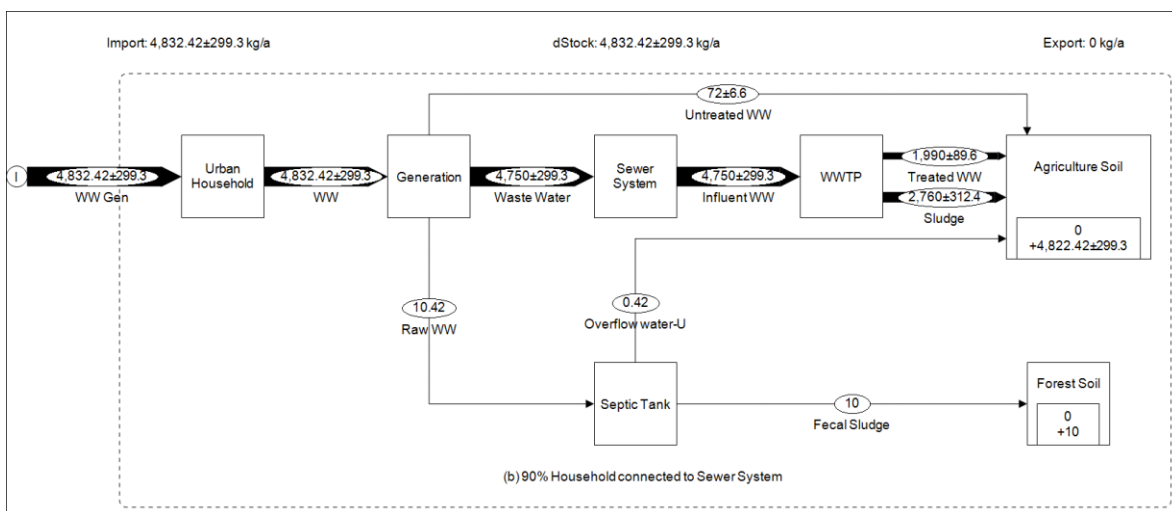 Import: 4,832.42±299.3 kg/a
dStock: 4,832.42±299.3 kg/a
Export: 0 kg/a
72±6.6
Untreated WW
I
4,832.42±299.3
WW Gen
Urban
Household
4,832.42±299.3
WW
Generation
4,750±299.3
Waste Water
Sewer
System
4,750±299.3
Influent WW
WWTP
1,990±89.6
Treated WW
2,760±312.4
Sludge
Agriculture Soil
0
+4,822.42±299.3
10.42
Raw WW
0.42
Overflow water-U
Septic Tank
10
Fecal Sludge
Forest Soil
0
+10
(b) 90% Household connected to Sewer System